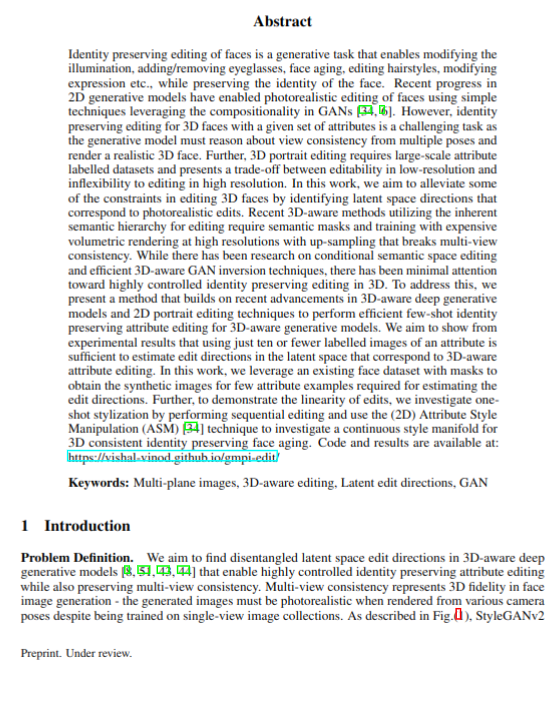 Abstract
Identity preserving editing of faces is a generative task that enables modifying the
illumination, adding/removing eyeglasses, face aging, editing hairstyles, modifying
expression etc., while preserving the identity of the face. Recent progress in
2D generative models have enabled photorealistic editing of faces using simple
techniques leveraging the compositionality in GANs [34, 6]. However, identity
preserving editing for 3D faces with a given set of attributes is a challenging task as
the generative model must reason about view consistency from multiple poses and
render a realistic 3D face. Further, 3D portrait editing requires large-scale attribute
labelled datasets and presents a trade-off between editability in low-resolution and
inflexibility to editing in high resolution. In this work, we aim to alleviate some
of the constraints in editing 3D faces by identifying latent space directions that
correspond to photorealistic edits. Recent 3D-aware methods utilizing the inherent
semantic hierarchy for editing require semantic masks and training with expensive
volumetric rendering at high resolutions with up-sampling that breaks multi-view
consistency. While there has been research on conditional semantic space editing
and efficient 3D-aware GAN inversion techniques, there has been minimal attention
toward highly controlled identity preserving editing in 3D. To address this, we
present a method that builds on recent advancements in 3D-aware deep generative
models and 2D portrait editing techniques to perform efficient few-shot identity
preserving attribute editing for 3D-aware generative models. We aim to show from
experimental results that using just ten or fewer labelled images of an attribute is
sufficient to estimate edit directions in the latent space that correspond to 3D-aware
attribute editing. In this work, we leverage an existing face dataset with masks to
obtain the synthetic images for few attribute examples required for estimating the
edit directions. Further, to demonstrate the linearity of edits, we investigate one-
shot stylization by performing sequential editing and use the (2D) Attribute Style
Manipulation (ASM) [34] technique to investigate a continuous style manifold for
3D consistent identity preserving face aging. Code and results are available at:
https://vishal-vinod.github.io/gmpi-edit/
Keywords: Multi-plane images, 3D-aware editing, Latent edit directions, GAN
1 Introduction
Problem Definition. We aim to find disentangled latent space edit directions in 3D-aware deep
generative models [8, 51, 43, 44] that enable highly controlled identity preserving attribute editing
while also preserving multi-view consistency. Multi-view consistency represents 3D fidelity in face
image generation - the generated images must be photorealistic when rendered from various camera
poses despite being trained on single-view image collections. As described in Fig.( 1 ), StyleGANv2
Preprint. Under review.